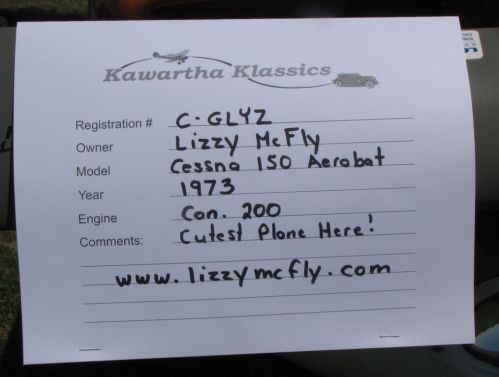 Kawartha Klassics
Registration # C-GLYZ
Owner Lizzy McFly
Model Cessna 150 Aerobat
Year 1973
Engine Con. 200
Comments: Cutest Plane Here!
www.lizzymcfly.com